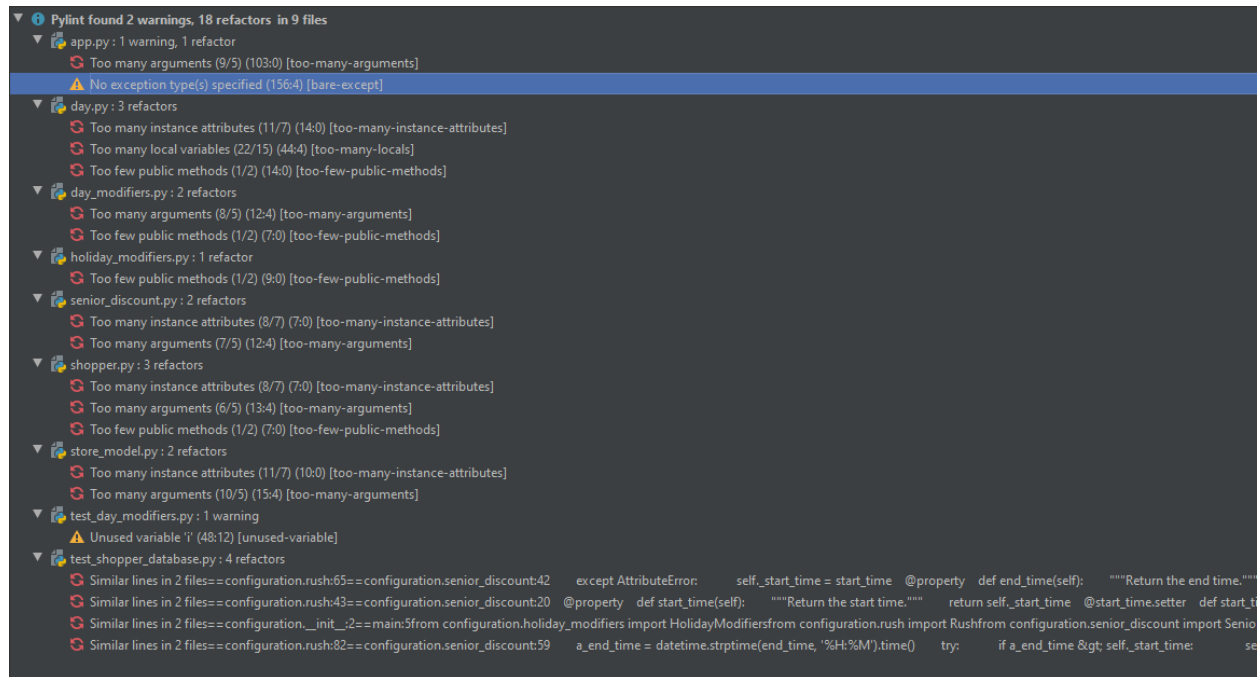 Pylint found 2 warnings, 18 refactors in 9 files
app.py : 1 warning, 1 refactor
Too many arguments (9/5) (103:0) [too-many-arguments]
No exception type(s) specified (156:4) [bare-except]
day.py : 3 refactors
Too many instance attributes (11/7) (14:0) [too-many-instance-attributes]
Too many local variables (22/15) (44:4) [too-many-locals]
Too few public methods (1/2) (14:0) [too-few-public-methods]
day_modifiers.py : 2 refactors
Too many arguments (8/5) (12:4) [too-many-arguments]
Too few public methods (1/2) (7:0) [too-few-public-methods]
holiday_modifiers.py : 1 refactor
Too few public methods (1/2) (9:0) [too-few-public-methods]
senior_discount.py : 2 refactors
Too many instance attributes (8/7) (7:0) [too-many-instance-attributes]
Too many arguments (7/5) (12:4) [too-many-arguments]
shopper.py : 3 refactors
Too many instance attributes (8/7) (7:0) [too-many-instance-attributes]
Too many arguments (6/5) (13:4) [too-many-arguments]
Too few public methods (1/2) (7:0) [too-few-public-methods]
store_model.py : 2 refactors
Too many instance attributes (11/7) (10:0) [too-many-instance-attributes]
Too many arguments (10/5) (15:4) [too-many-arguments]
test_day_modifiers.py : 1 warning
Unused variable 'i' (48:12) [unused-variable]
test_shopper_database.py : 4 refactors
Similar lines in 2 files==configuration.rush:65==configuration.senior_discount:42 except AttributeError: self._start_time = start_time @property def end_time(self): """Return the end time."""
Similar lines in 2 files==configuration.rush:43==configuration.senior_discount:20 @property def start_time(self): """Return the start time.""" return self._start_time @start_time.setter def start_ti
Similar lines in 2 files==configuration.__init__:2==main:5from configuration.holiday_modifiers import HolidayModifiersfrom configuration.rush import Rushfrom configuration.senior_discount import Senio
Similar lines in 2 files==configuration.rush:82==configuration.senior_discount:59 a_end_time = datetime.strptime(end_time, '%H:%M').time() try: if a_end_time &gt; self._start_time: se